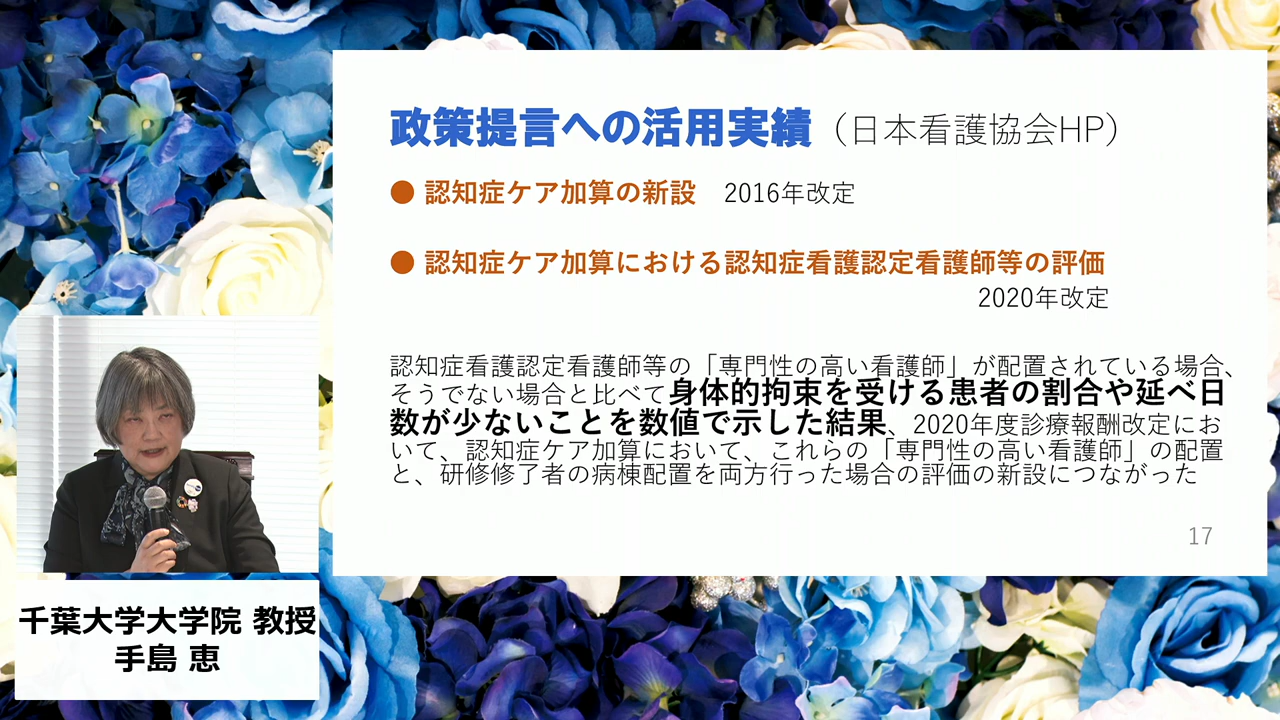 政策提言への活用実績（日本看護協会HP）
● 認知症ケア加算の新設　2016年改定
● 認知症ケア加算における認知症看護認定看護師等の評価
2020年改定
認知症看護認定看護師等の「専門性の高い看護師」が配置されている場合、
そうでない場合と比べて身体的拘束を受ける患者の割合や延べ日
数が少ないことを数値で示した結果、2020年度診療報酬改定にお
いて、認知症ケア加算において、これらの「専門性の高い看護師」の配置
と、研修修了者の病棟配置を両方行った場合の評価の新設につながった
17
千葉大学大学院 教授
手島 恵